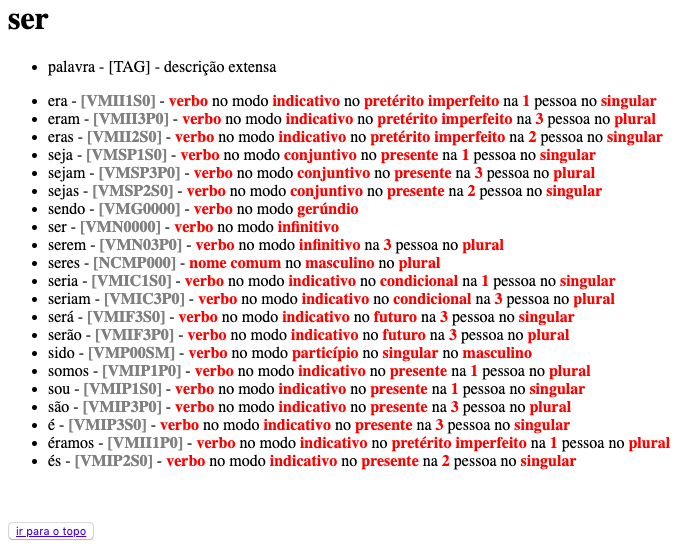 ser
palavra - [TAG] - descrição extensa
era - [VMII1S0] - verbo no modo indicativo no pretérito imperfeito na 1 pessoa no singular
eram - [VMII3P0] - verbo no modo indicativo no pretérito imperfeito na 3 pessoa no plural
eras - [VMII2S0] - verbo no modo indicativo no pretérito imperfeito na 2 pessoa no singular
seja - [VMSP1S0] - verbo no modo conjuntivo no presente na 1 pessoa no singular
sejam - [VMSP3P0] - verbo no modo conjuntivo no presente na 3 pessoa no plural
sejas - [VMSP2S0] - verbo no modo conjuntivo no presente na 2 pessoa no singular
sendo - [VMG0000] - verbo no modo gerúndio
ser - [VMN0000] - verbo no modo infinitivo
serem - [VMN03P0] - verbo no modo infinitivo na 3 pessoa no plural
seres - [NCMP000] - nome comum no masculino no plural
seria - [VMIC1S0] - verbo no modo indicativo no condicional na 1 pessoa no singular
seriam - [VMIC3P0] - verbo no modo indicativo no condicional na 3 pessoa no plural
será - [VMIF3S0] - verbo no modo indicativo no futuro na 3 pessoa no singular
serão - [VMIF3P0] - verbo no modo indicativo no futuro na 3 pessoa no plural
sido - [VMP00SM] - verbo no modo particípio no singular no masculino
somos - [VMIP1P0] - verbo no modo indicativo no presente na 1 pessoa no plural
sou - [VMIP1S0] - verbo no modo indicativo no presente na 1 pessoa no singular
são - [VMIP3P0] - verbo no modo indicativo no presente na 3 pessoa no plural
é - [VMIP3S0] - verbo no modo indicativo no presente na 3 pessoa no singular
éramos - [VMII1P0] - verbo no modo indicativo no pretérito imperfeito na 1 pessoa no plural
és - [VMIP2S0] - verbo no modo indicativo no presente na 2 pessoa no singular
ir para o topo